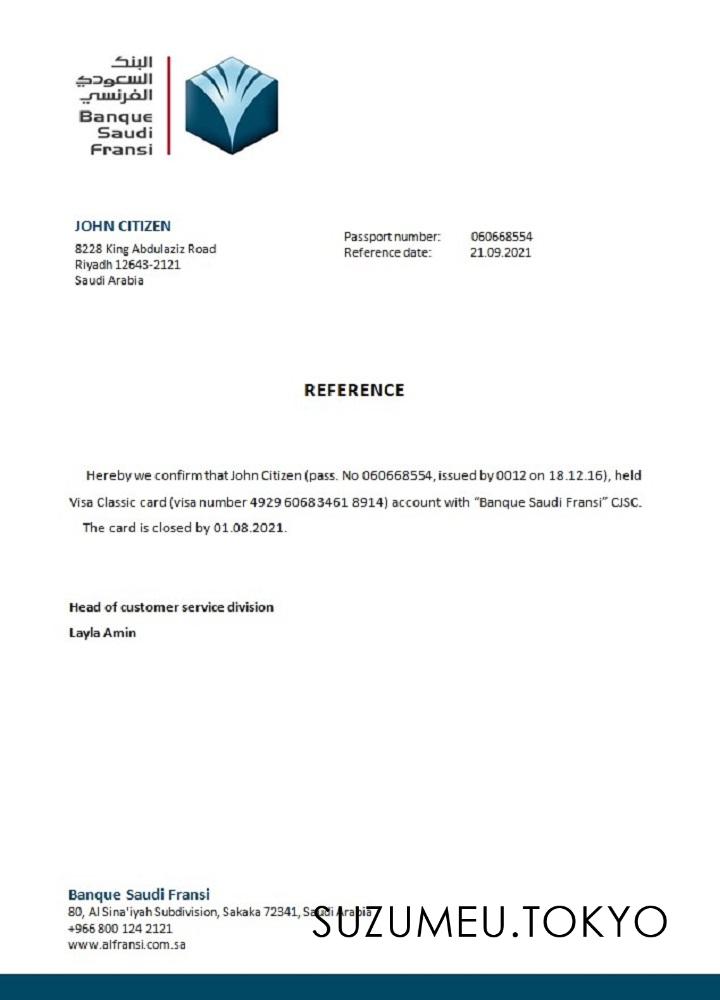 البنك
السعودي
الفرنسي
Banque
Saudi
Fransi
JOHN CITIZEN
8228 King Abdulaziz Road
Riyadh 12643-2121
Saudi Arabia
Passport number: 060668554
Reference date: 21.09.2021
REFERENCE
Hereby we confirm that John Citizen (pass. No 060668554, issued by 0012 on 18.12.16), held
Visa Classic card (visa number 4929 6068 3461 8914) account with “Banque Saudi Fransi” CJSC.
The card is closed by 01.08.2021.
Head of customer service division
Layla Amin
Banque Saudi Fransi
80, Al Sina'iyah Subdivision, Sakaka 72341, Saudi Arabia
+966 800 124 2121
www.alfransi.com.sa
SUZUMEU.TOKYO